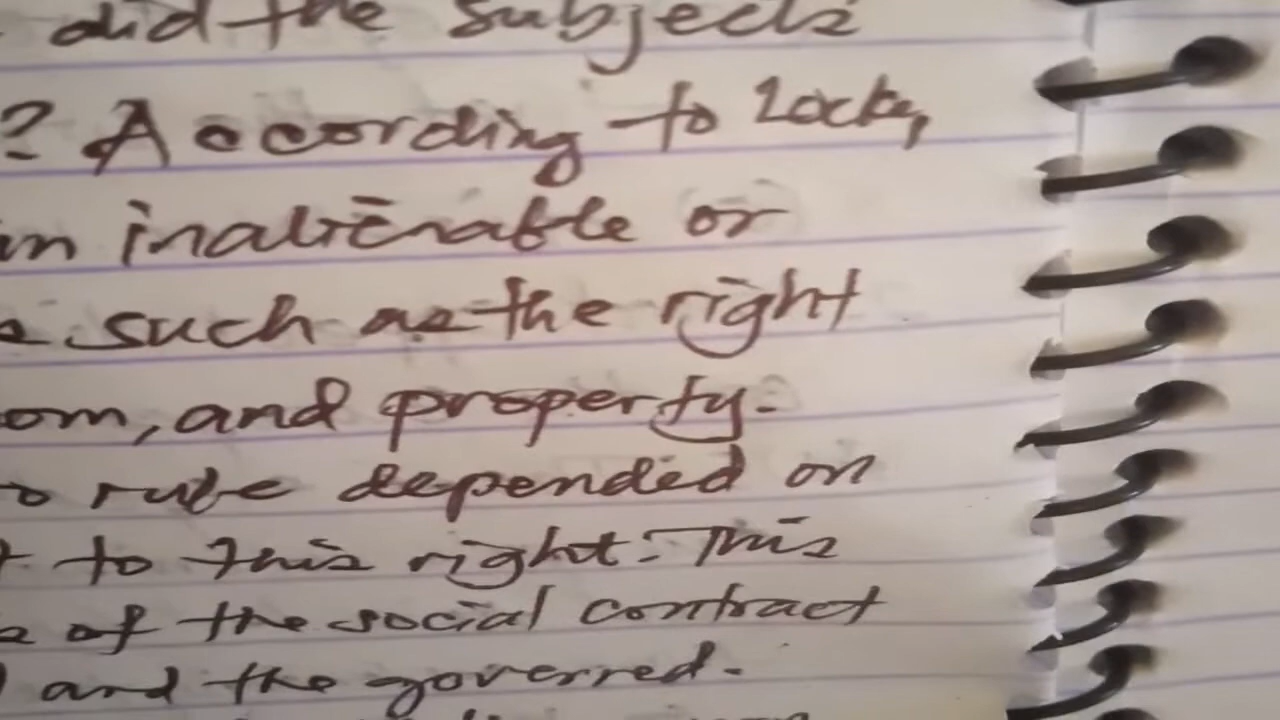 did the subjects
? According to Locke,
in inalienable or
such as the right
om, and property.
o rule depended on
t to this right. This
of the social contract
and the governed.